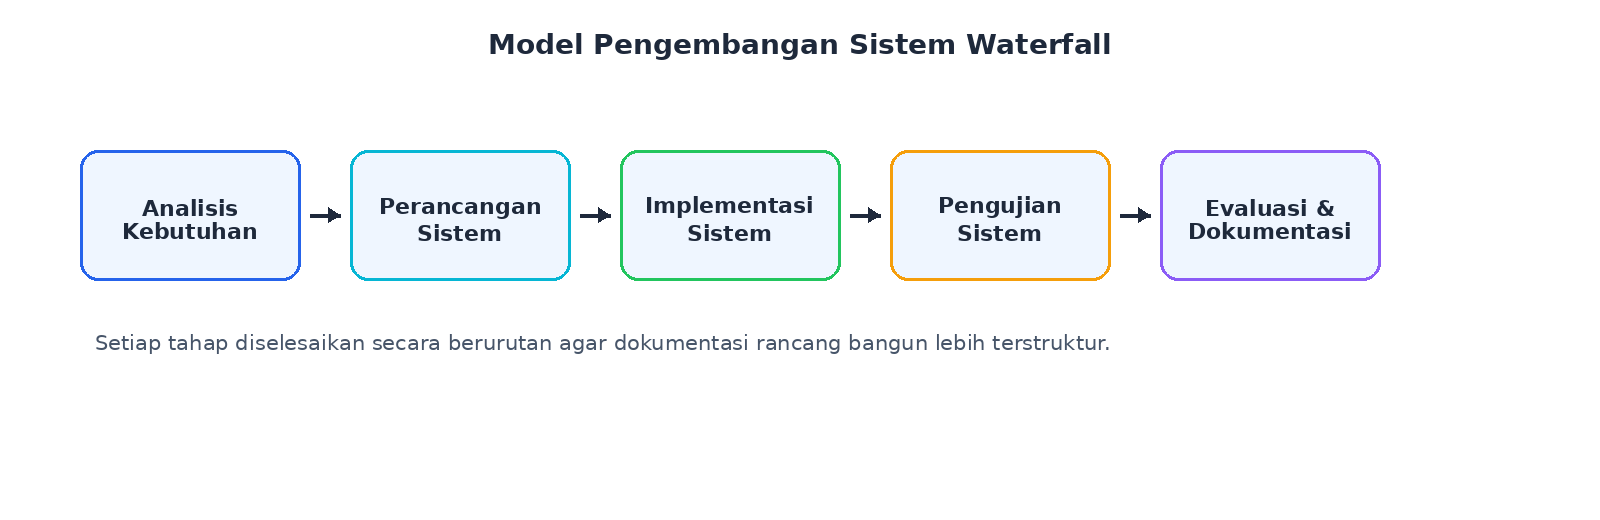 Model Pengembangan Sistem Waterfall
Analisis
Kebutuhan
Perancangan
Sistem
Implementasi
Sistem
Pengujian
Sistem
Evaluasi &
Dokumentasi
Setiap tahap diselesaikan secara berurutan agar dokumentasi rancang bangun lebih terstruktur.